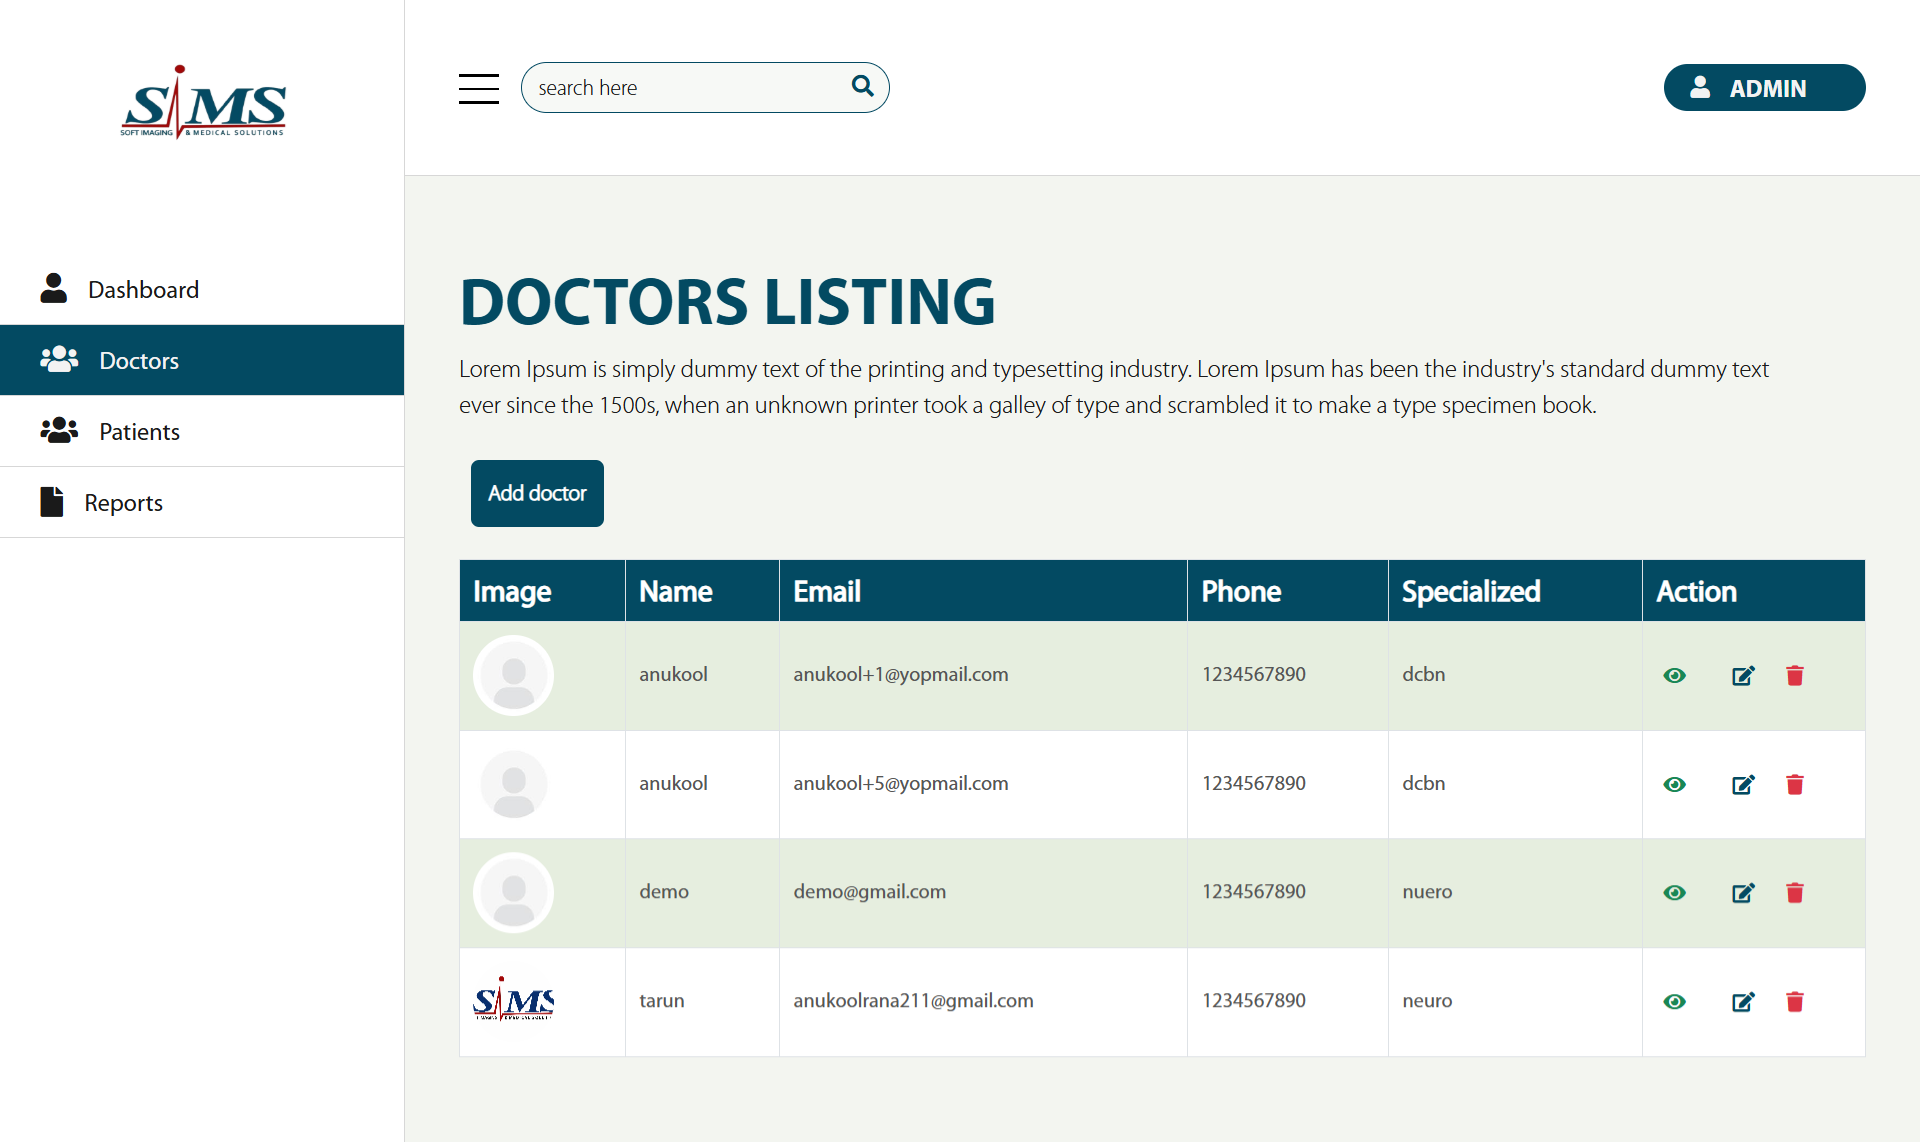 SiMS
SOFT IMAGING & MEDICAL SOLUTIONS
search here
ADMIN
Dashboard
Doctors
Patients
Reports
DOCTORS LISTING
Lorem Ipsum is simply dummy text of the printing and typesetting industry. Lorem Ipsum has been the industry's standard dummy text
ever since the 1500s, when an unknown printer took a galley of type and scrambled it to make a type specimen book.
Add doctor
Image Name Email Phone Specialized Action
anukool anukool+1@yopmail.com 1234567890 dcbn
anukool anukool+5@yopmail.com 1234567890 dcbn
demo demo@gmail.com 1234567890 nuero
SiMS
tarun anukoolrana211@gmail.com 1234567890 neuro